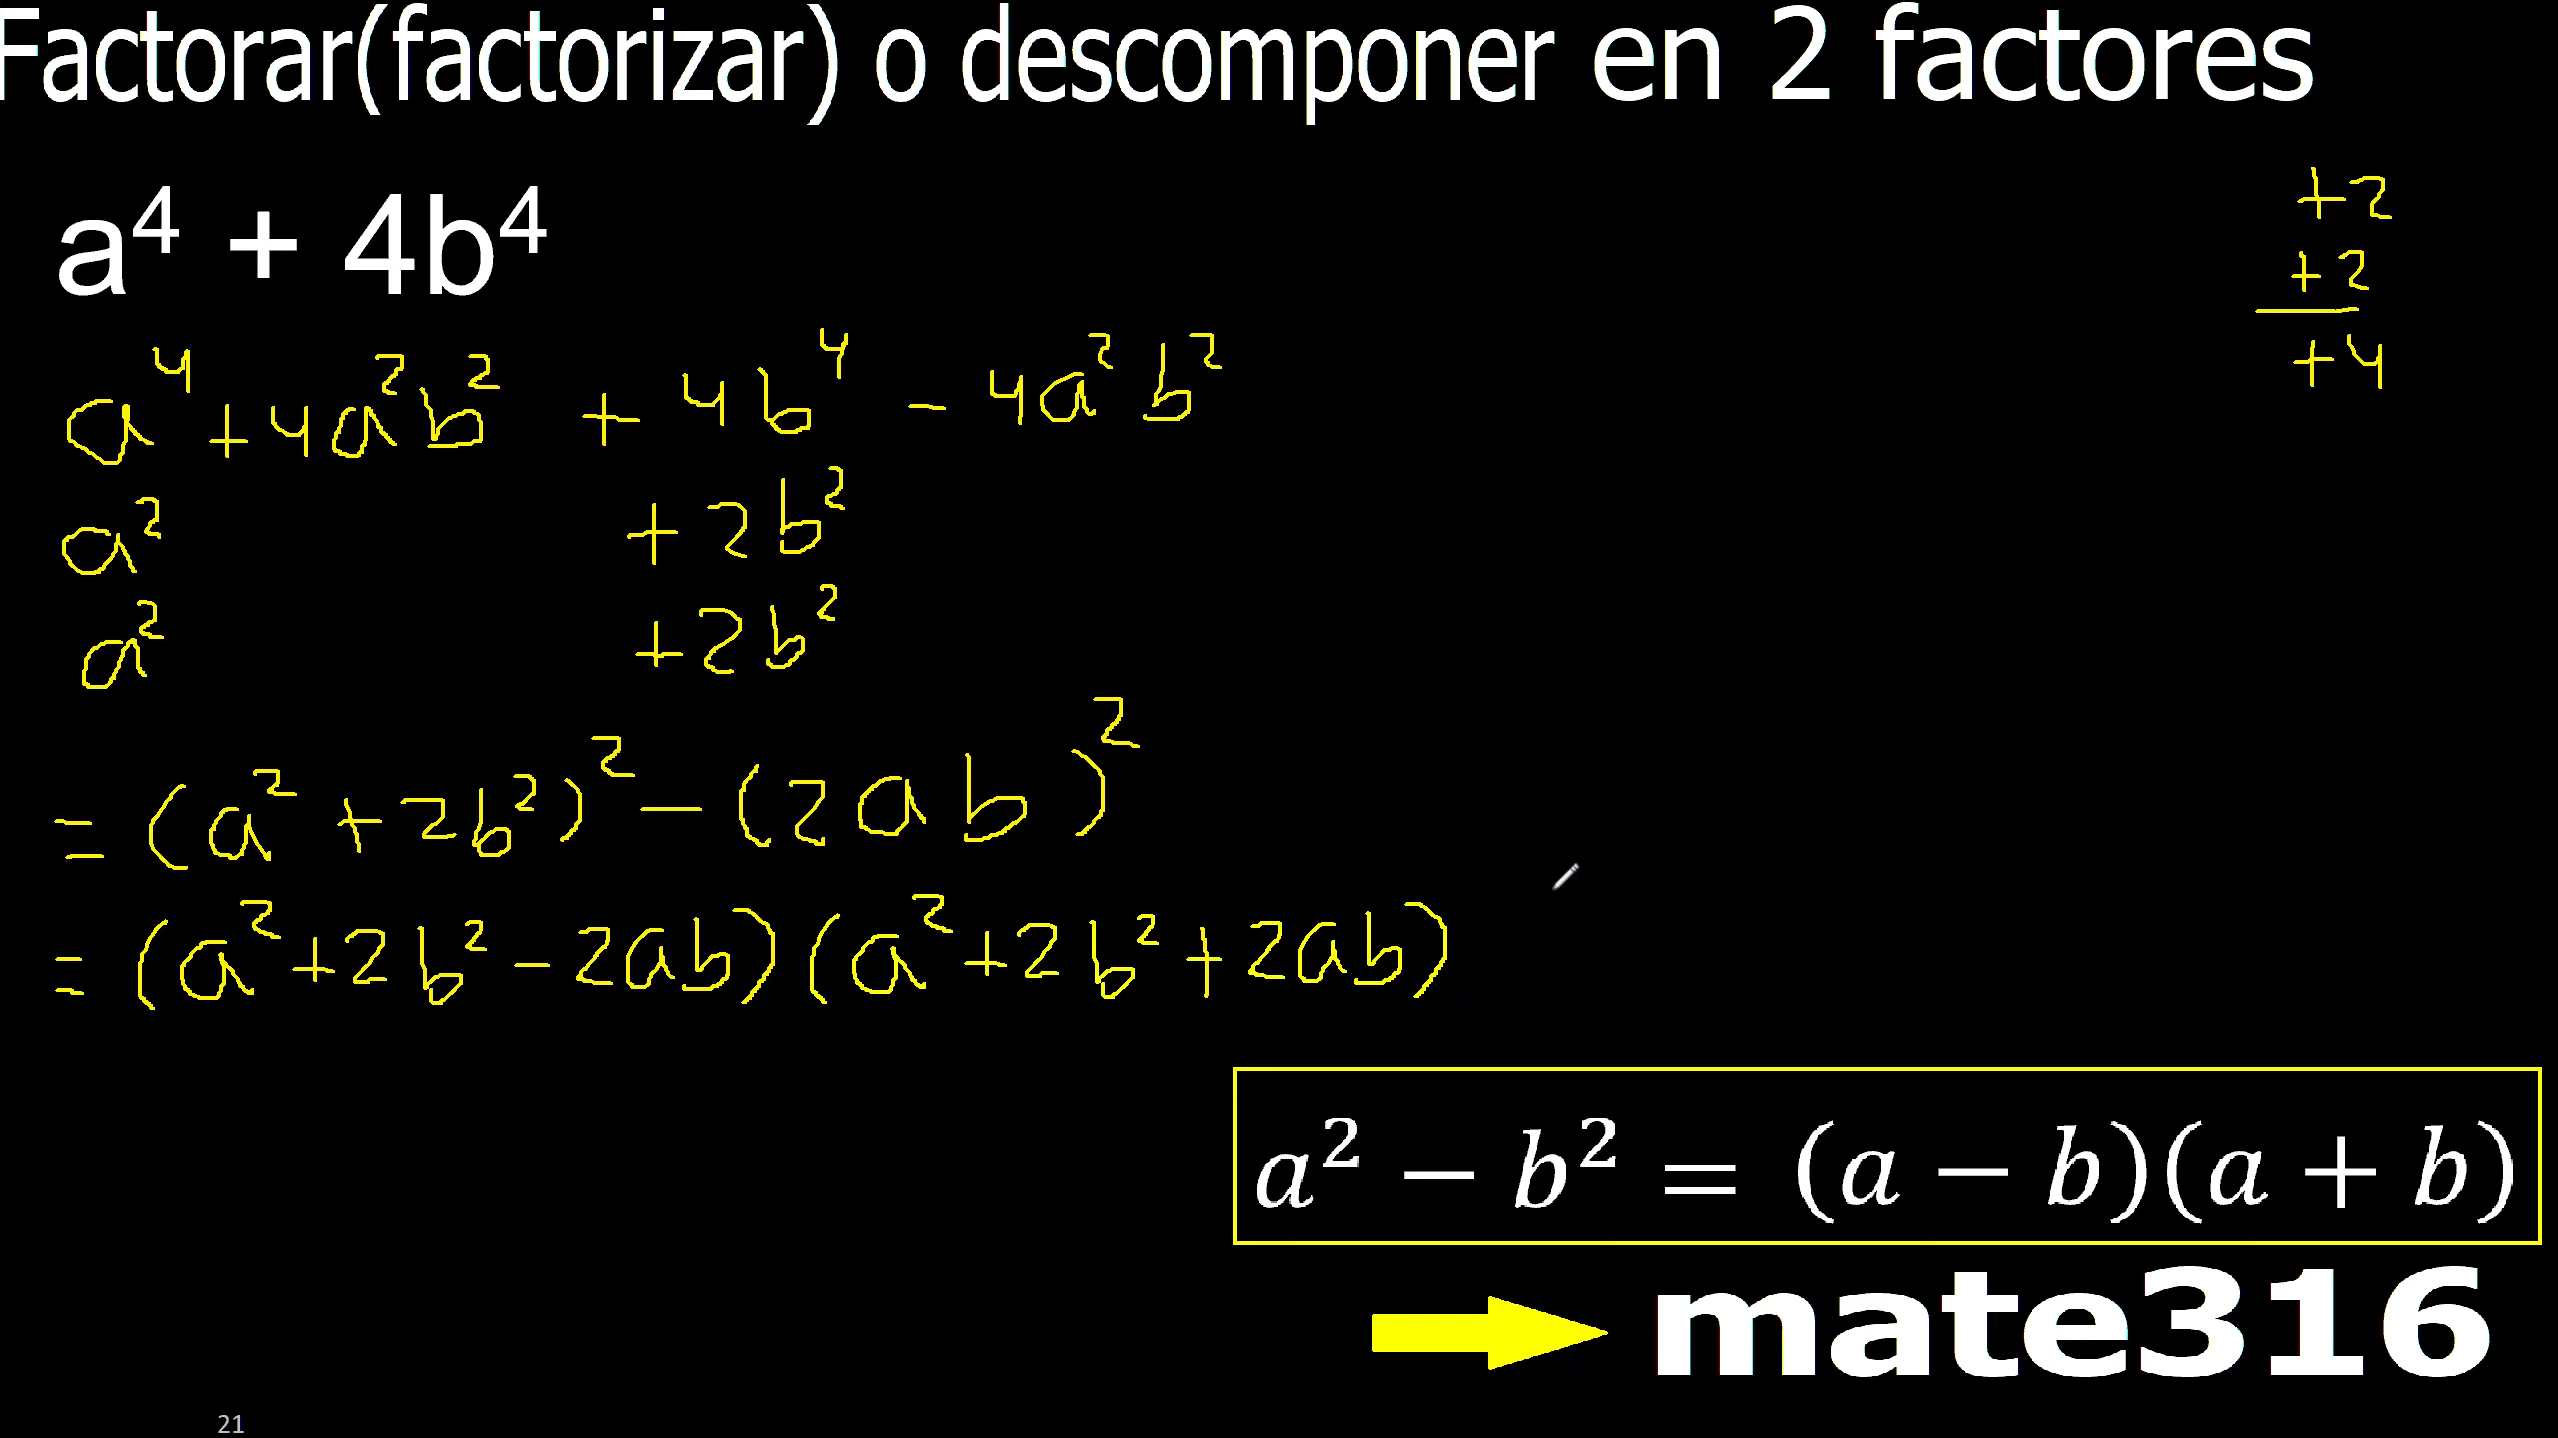 Factorar(factorizar) o descomponer en 2 factores
a⁴ + 4b⁴
+2
+2
+4
a⁴ + 4a²b² + 4b⁴ - 4a²b²
a² + 2b²
a² + 2b²
= (a² + 2b²)² - (2ab)²
= (a² + 2b² - 2ab)(a² + 2b² + 2ab)
a² − b² = (a − b)(a + b)
mate316
21